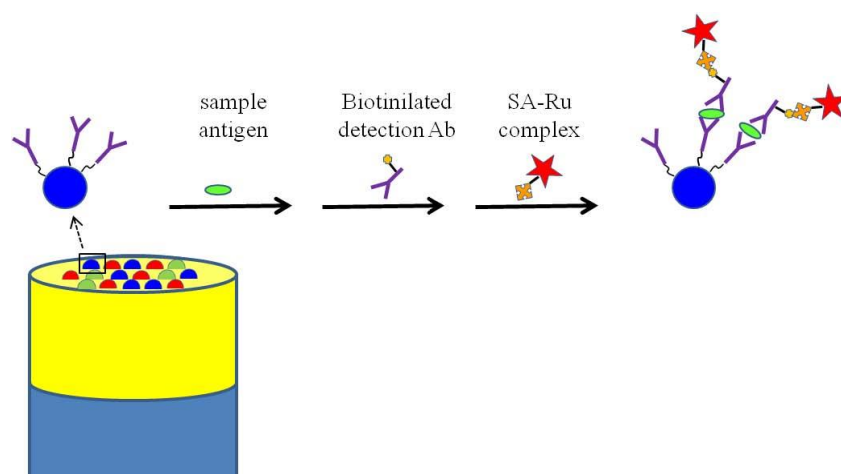 sample
antigen
Biotinilated
detection Ab
SA-Ru
complex